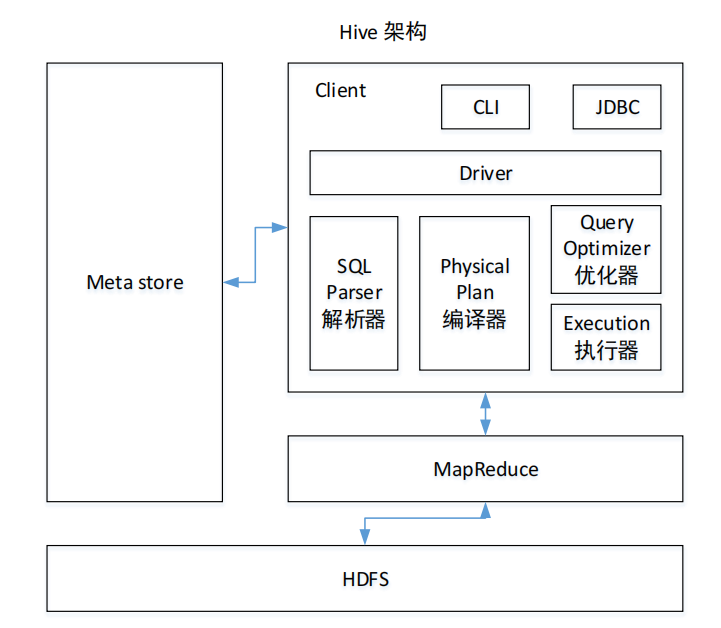 Hive 架构
Client
CLI
JDBC
Driver
Meta store
SQL
Parser
解析器
Physical
Plan
编译器
Query
Optimizer
优化器
Execution
执行器
MapReduce
HDFS